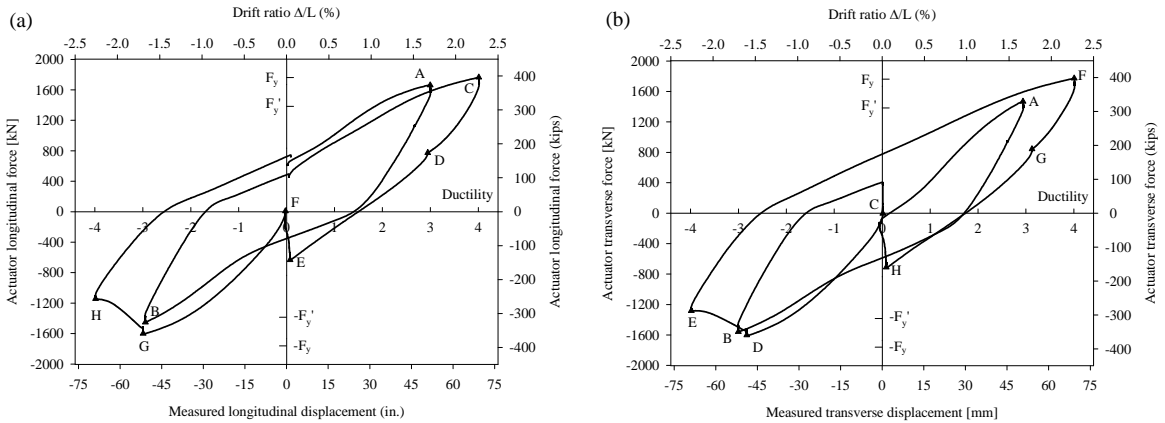 (a)
Drift ratio Δ/L (%)
-2.5 -2.0 -1.5 -1.0 -0.5 0.0 0.5 1.0 1.5 2.0 2.5
2000
1600
1200
800
400
0
-400
-800
-1200
-1600
-2000
Actuator longitudinal force [kN]
400
300
200
100
0
-100
-200
-300
-400
Actuator longitudinal force (kips)
Fy
Fy'
-Fy'
-Fy
Ductility
-4 -3 -2 -1 0 1 2 3 4
A
C
D
F
E
B
H
G
-75 -60 -45 -30 -15 0 15 30 45 60 75
Measured longitudinal displacement (in.)
(b)
Drift ratio Δ/L (%)
-2.5 -2.0 -1.5 -1.0 -0.5 0.0 0.5 1.0 1.5 2.0 2.5
2000
1600
1200
800
400
0
-400
-800
-1200
-1600
-2000
Actuator transverse force [kN]
400
300
200
100
0
-100
-200
-300
-400
Actuator transverse force (kips)
Fy
Fy'
-Fy'
-Fy
Ductility
-4 -3 -2 -1 0 1 2 3 4
F
A
G
C
H
E
B
D
-75 -60 -45 -30 -15 0 15 30 45 60 75
Measured transverse displacement [mm]